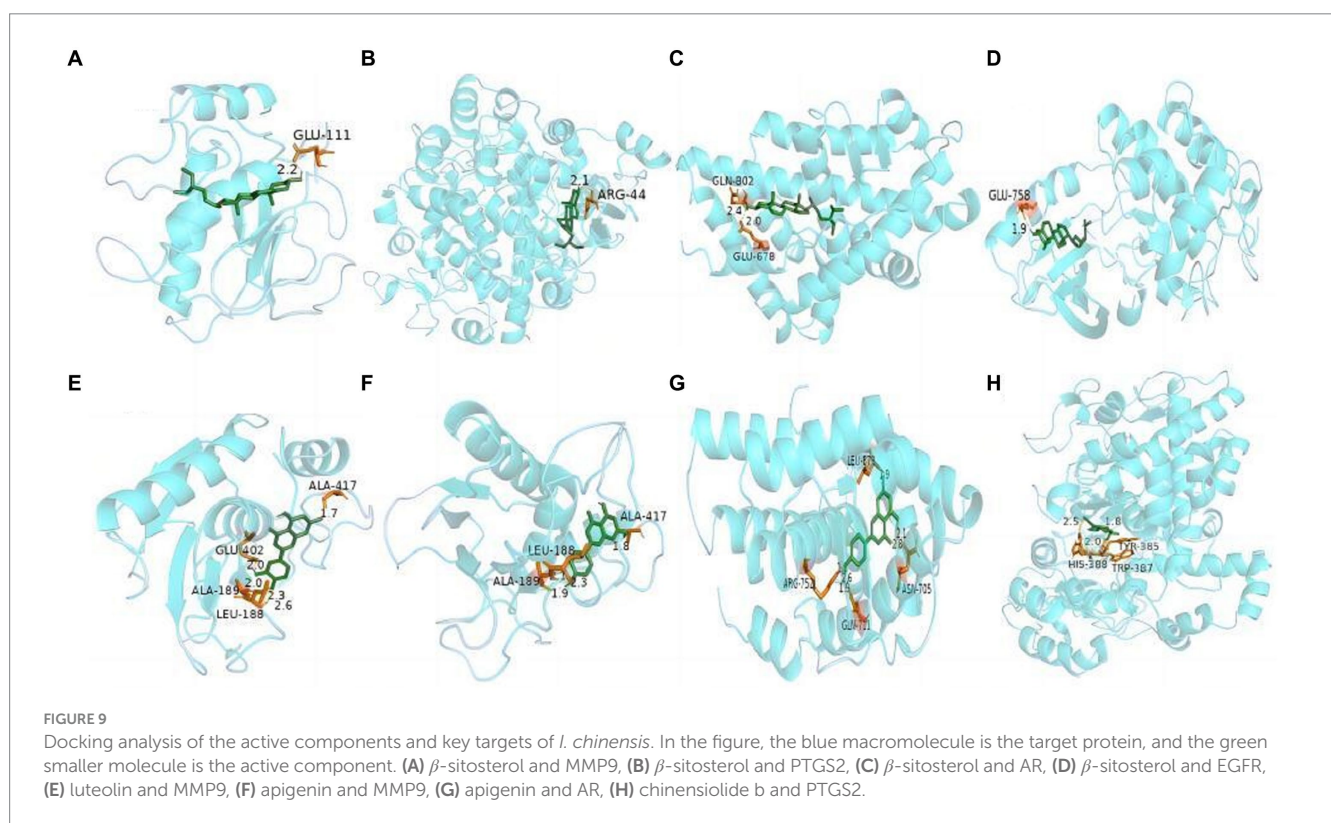 A
B
C
D
GLU-111
2.2
2.1
ARG-44
GLN-802
2.4
2.0
GLU-678
GLU-758
1.9
E
F
G
H
ALA-417
1.7
GLU-402
2.0
2.0
ALA-189
2.3
LEU-188
2.6
ALA-417
LEU-188
1.8
ALA-189
2.3
1.9
ARG-752
ASN-705
2.5
1.8
2.0
TYR-385
HIS-388
TRP-387
FIGURE 9
Docking analysis of the active components and key targets of I. chinensis. In the figure, the blue macromolecule is the target protein, and the green
smaller molecule is the active component. (A) β-sitosterol and MMP9, (B) β-sitosterol and PTGS2, (C) β-sitosterol and AR, (D) β-sitosterol and EGFR,
(E) luteolin and MMP9, (F) apigenin and MMP9, (G) apigenin and AR, (H) chinensiolide b and PTGS2.